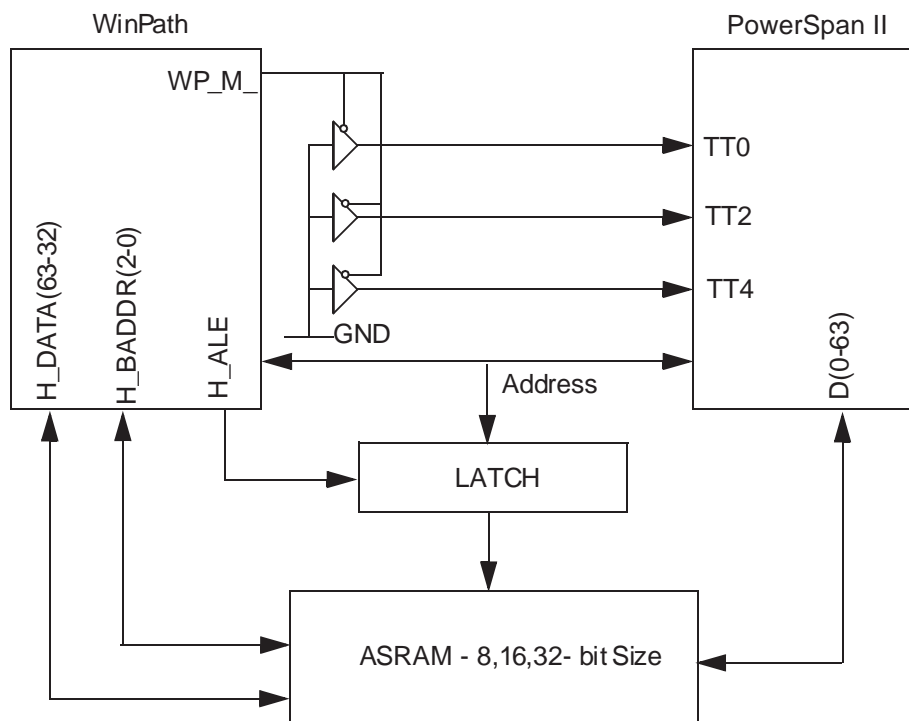 WinPath
PowerSpan II
WP_M_
TT0
TT2
TT4
H_DATA(63-32)
H_BADDR(2-0)
H_ALE
GND
D(0-63)
Address
LATCH
ASRAM - 8,16,32- bit Size